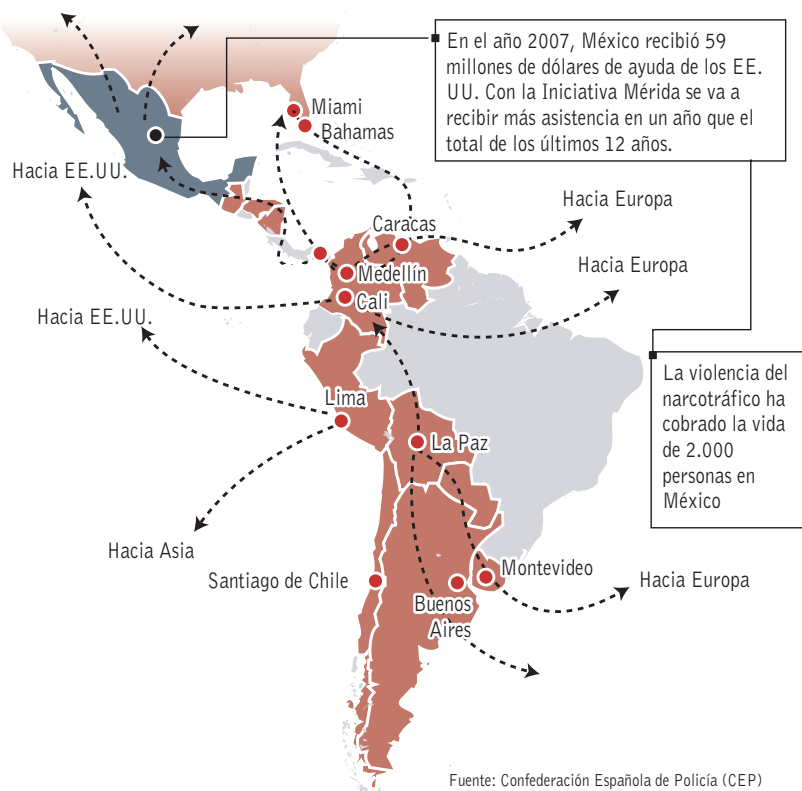 En el año 2007, México recibió 59
millones de dólares de ayuda de los EE.
UU. Con la Iniciativa Mérida se va a
recibir más asistencia en un año que el
total de los últimos 12 años.
Miami
Bahamas
Hacia EE.UU.
Hacia Europa
Caracas
Hacia Europa
Medellín
Cali
Hacia EE.UU.
La violencia del
narcotráfico ha
cobrado la vida
de 2.000
personas en
México
Lima
La Paz
Hacia Asia
Santiago de Chile
Montevideo
Hacia Europa
Buenos
Aires
Fuente: Confederación Española de Policía (CEP)